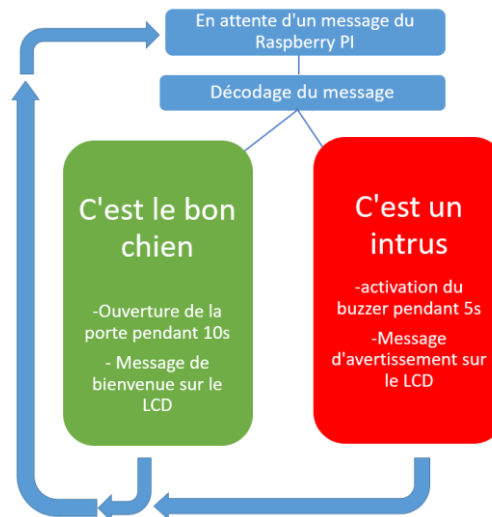 En attente d'un message du
Raspberry PI
Décodage du message
C'est le bon
chien
-Ouverture de la
porte pendant 10s
- Message de
bienvenue sur le
LCD
C'est un
intrus
-activation du
buzzer pendant 5s
-Message
d'avertissement sur
le LCD